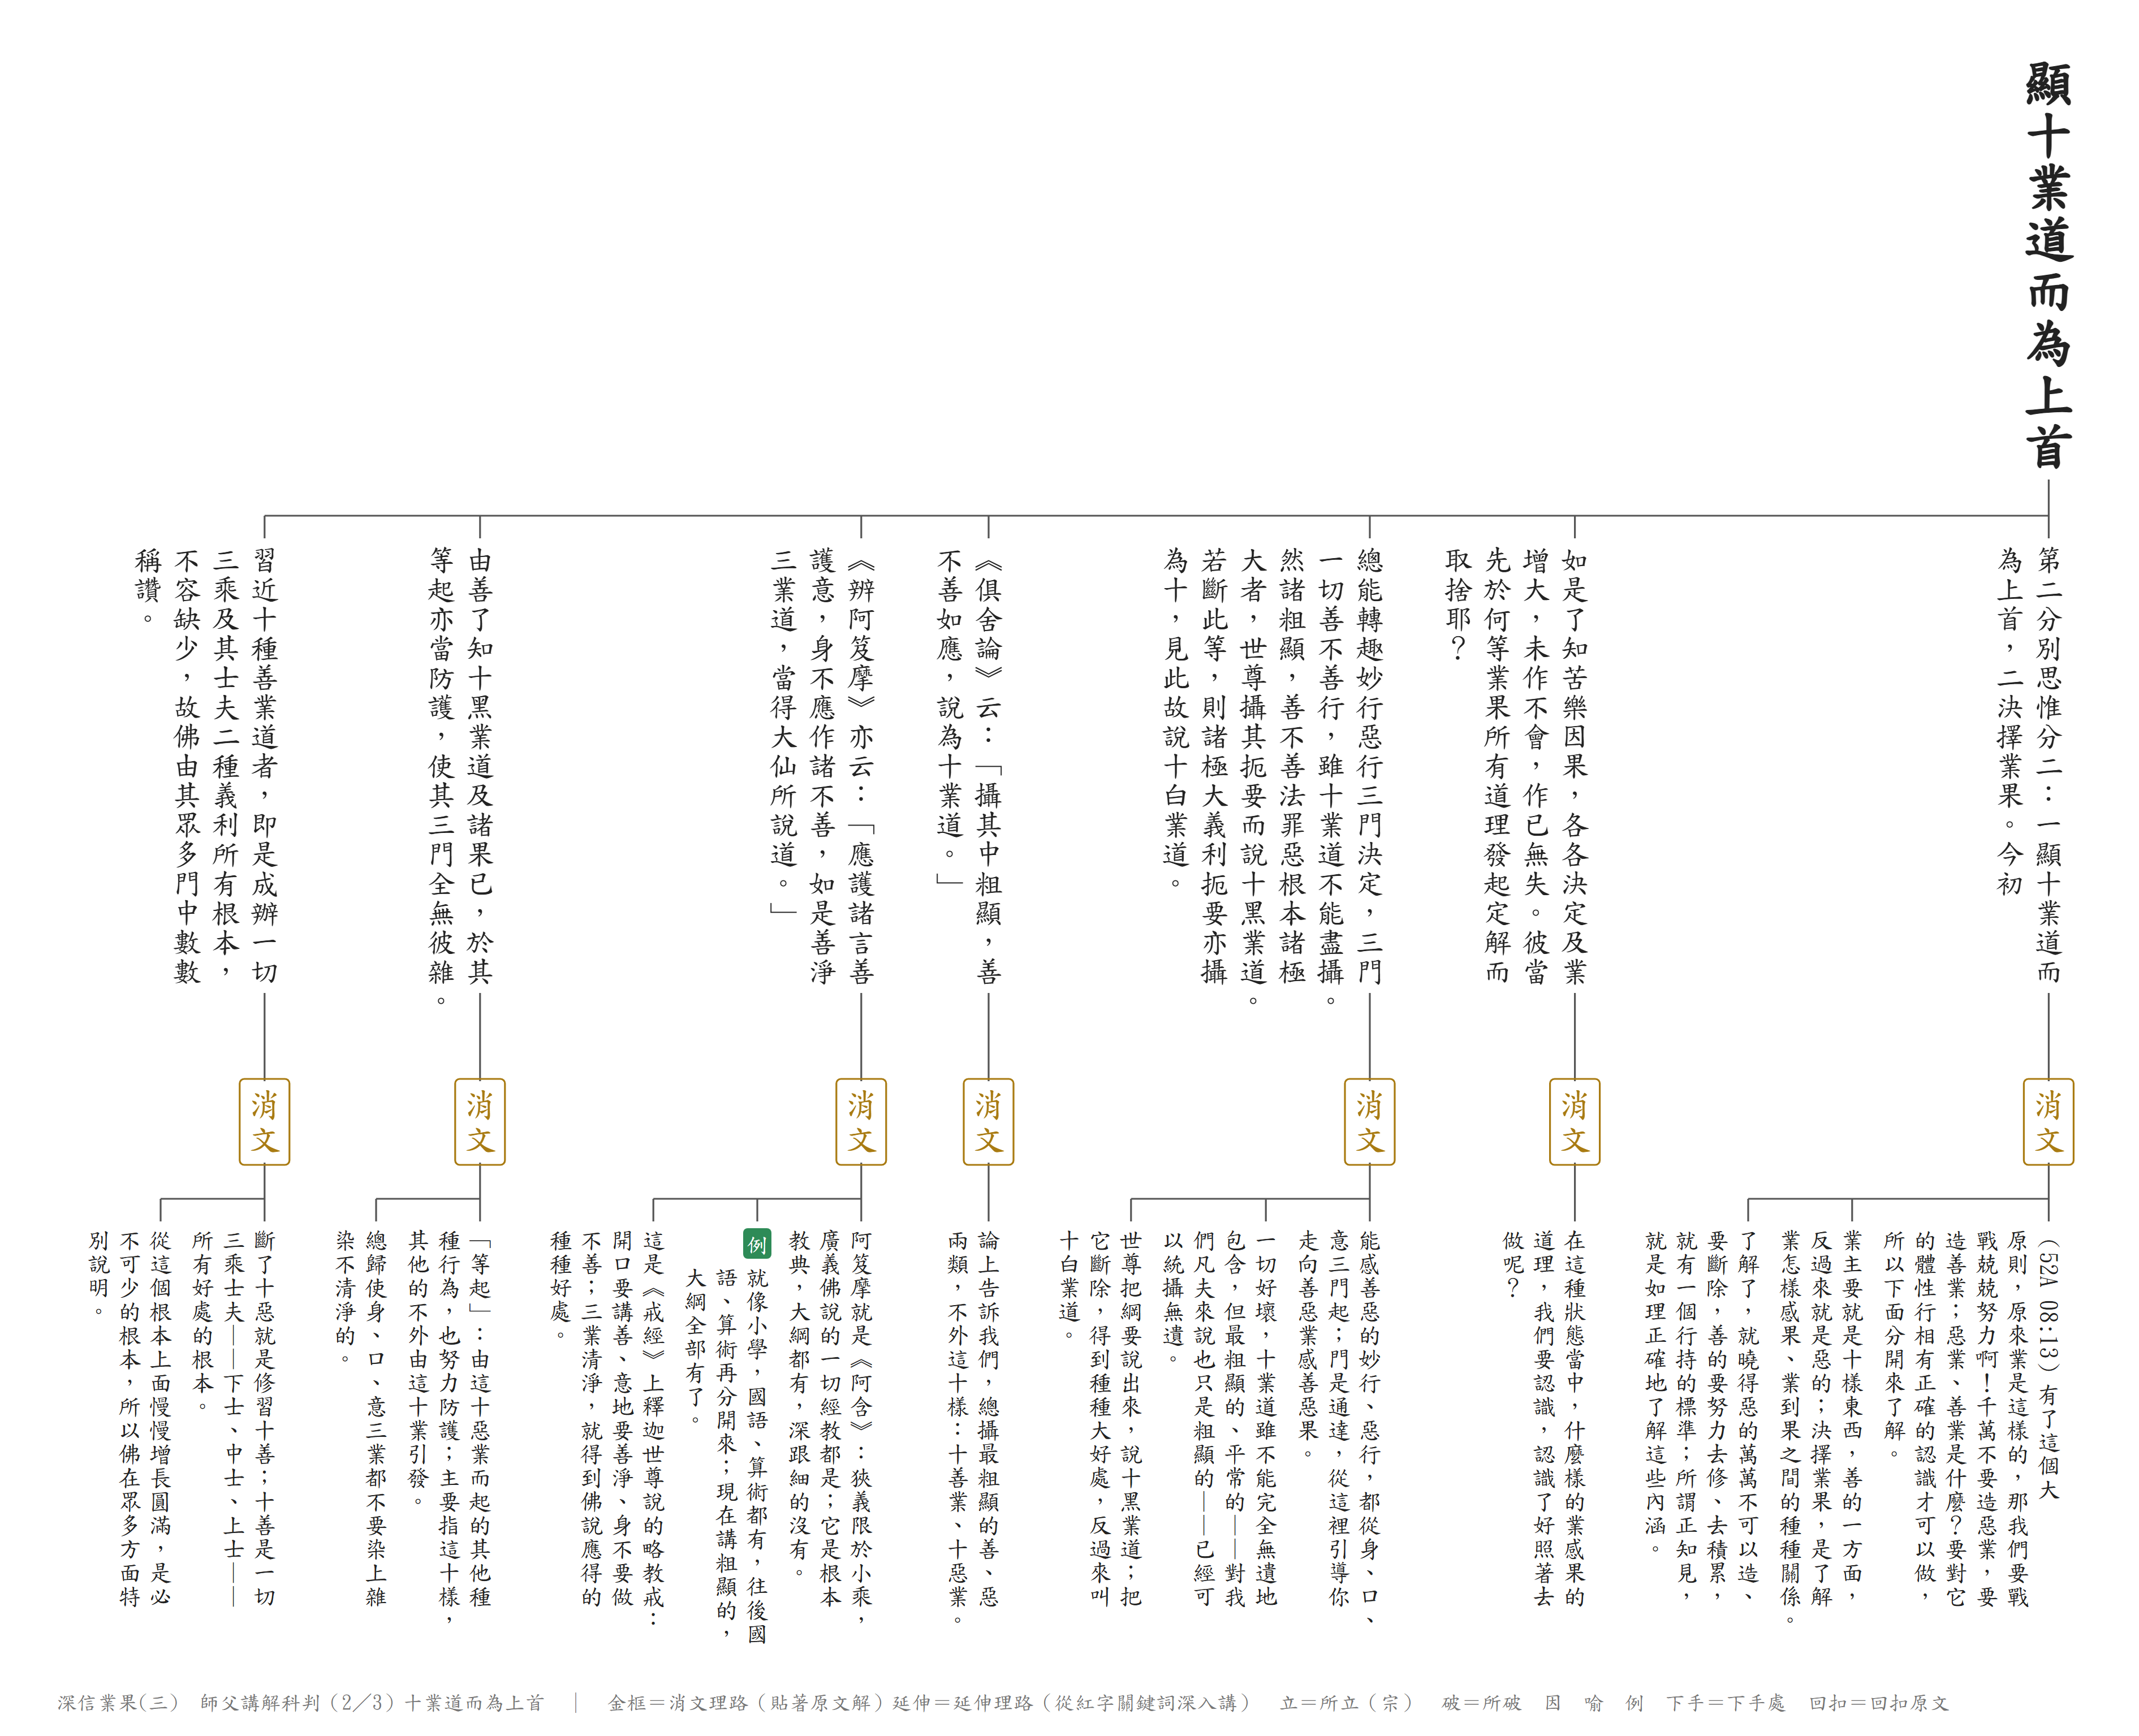 顯十業道而為上首
第二分別思惟分二：一顯十業道而
為上首，二決擇業果。今初
如是了知苦樂因果，各各決定及業
增大，未作不會，作已無失。彼當
先於何等業果所有道理發起定解而
取捨耶？
總能轉趣妙行惡行三門決定，三門
一切善不善行，雖十業道不能盡攝。
然諸粗顯，善不善法罪惡根本諸極
大者，世尊攝其扼要而說十黑業道。
若斷此等，則諸極大義利扼要亦攝
為十，見此故說十白業道。
《俱舍論》云：「攝其中粗顯，善
不善如應，說為十業道。」
《辨阿笈摩》亦云：「應護諸言善
護意，身不應作諸不善，如是善淨
三業道，當得大仙所說道。」
由善了知十黑業道及諸果已，於其
等起亦當防護，使其三門全無彼雜。
習近十種善業道者，即是成辦一切
三乘及其士夫二種義利所有根本，
不容缺少，故佛由其眾多門中數數
稱讚。
消文
消文
消文
消文
消文
消文
消文
（52A 08:13）有了這個大
原則，原來業是這樣的，那我們要戰
戰兢兢努力啊！千萬不要造惡業，要
造善業；惡業、善業是什麼？要對它
的體性行相有正確的認識才可以做，
所以下面分開來了解。
業主要就是十樣東西，善的一方面，
反過來就是惡的；決擇業果，是了解
業怎樣感果、業到果之間的種種關係。
了解了，就曉得惡的萬萬不可以造、
要斷除，善的要努力去修、去積累，
就有一個行持的標準；所謂正知見，
就是如理正確地了解這些內涵。
在這種狀態當中，什麼樣的業感果的
道理，我們要認識，認識了好照著去
做呢？
能感善惡的妙行、惡行，都從身、口、
意三門起；門是通達，從這裡引導你
走向善惡業感善惡果。
一切好壞，十業道雖不能完全無遺地
包含，但最粗顯的、平常的——對我
們凡夫來說也只是粗顯的——已經可
以統攝無遺。
世尊把綱要說出來，說十黑業道；把
它斷除，得到種種大好處，反過來叫
十白業道。
論上告訴我們，總攝最粗顯的善、惡
兩類，不外這十樣：十善業、十惡業。
阿笈摩就是《阿含》：狹義限於小乘，
廣義佛說的一切經教都是；它是根本
教典，大綱都有，深跟細的沒有。
例
就像小學，國語、算術都有，往後國
語、算術再分開來；現在講粗顯的，
大綱全部有了。
這是《戒經》上釋迦世尊說的略教戒：
開口要講善、意地要善淨、身不要做
不善；三業清淨，就得到佛說應得的
種種好處。
「等起」：由這十惡業而起的其他種
種行為，也努力防護；主要指這十樣，
其他的不外由這十業引發。
總歸使身、口、意三業都不要染上雜
染不清淨的。
斷了十惡就是修習十善；十善是一切
三乘士夫——下士、中士、上士——
所有好處的根本。
從這個根本上面慢慢增長圓滿，是必
不可少的根本，所以佛在眾多方面特
別說明。
深信業果(三)　師父講解科判（2／3）十業道而為上首　｜　金框＝消文理路（貼著原文解）延伸＝延伸理路（從紅字關鍵詞深入講）　立＝所立（宗）　破＝所破　因　喻　例　下手＝下手處　回扣＝回扣原文